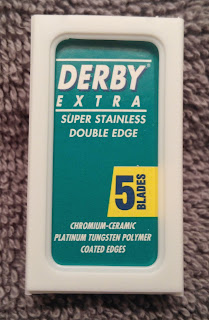 DERBY®
EXTRA
SUPER STAINLESS
DOUBLE EDGE
5 BLADES
CHROMIUM-CERAMIC
PLATINUM TUNGSTEN POLYMER
COATED EDGES